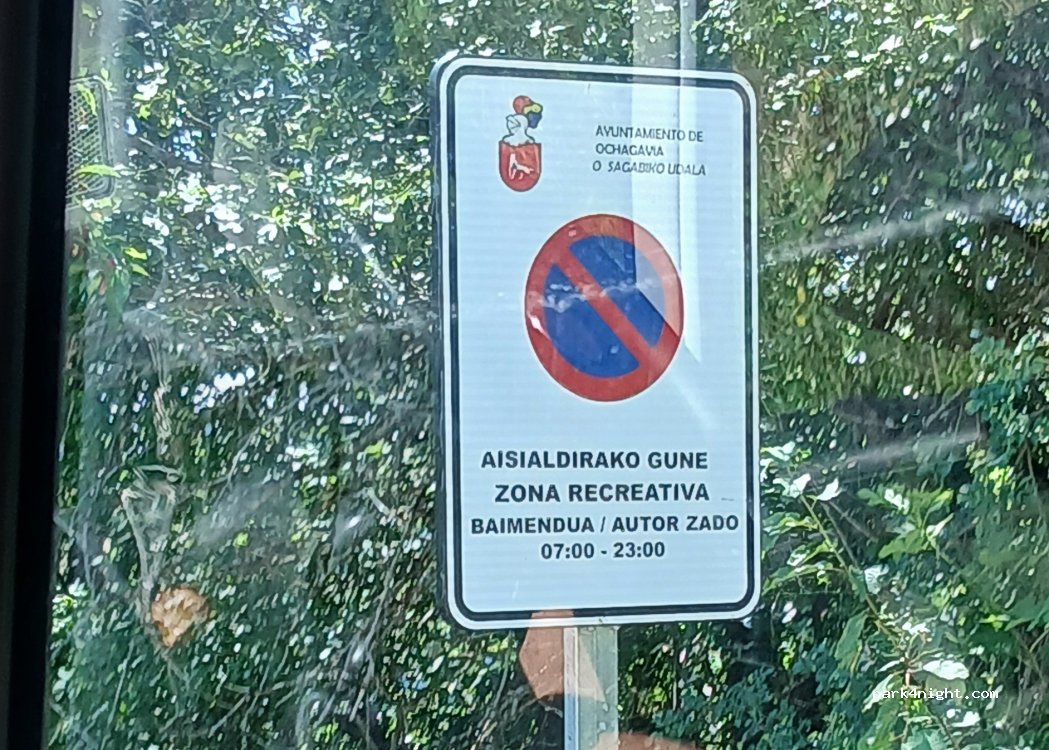 AYUNTAMIENTO DE
OCHAGAVIA
O SAGABIKO UDALA
AISIALDIRAKO GUNE
ZONA RECREATIVA
BAIMENDUA / AUTOR ZADO
07:00 - 23:00
park4night.com